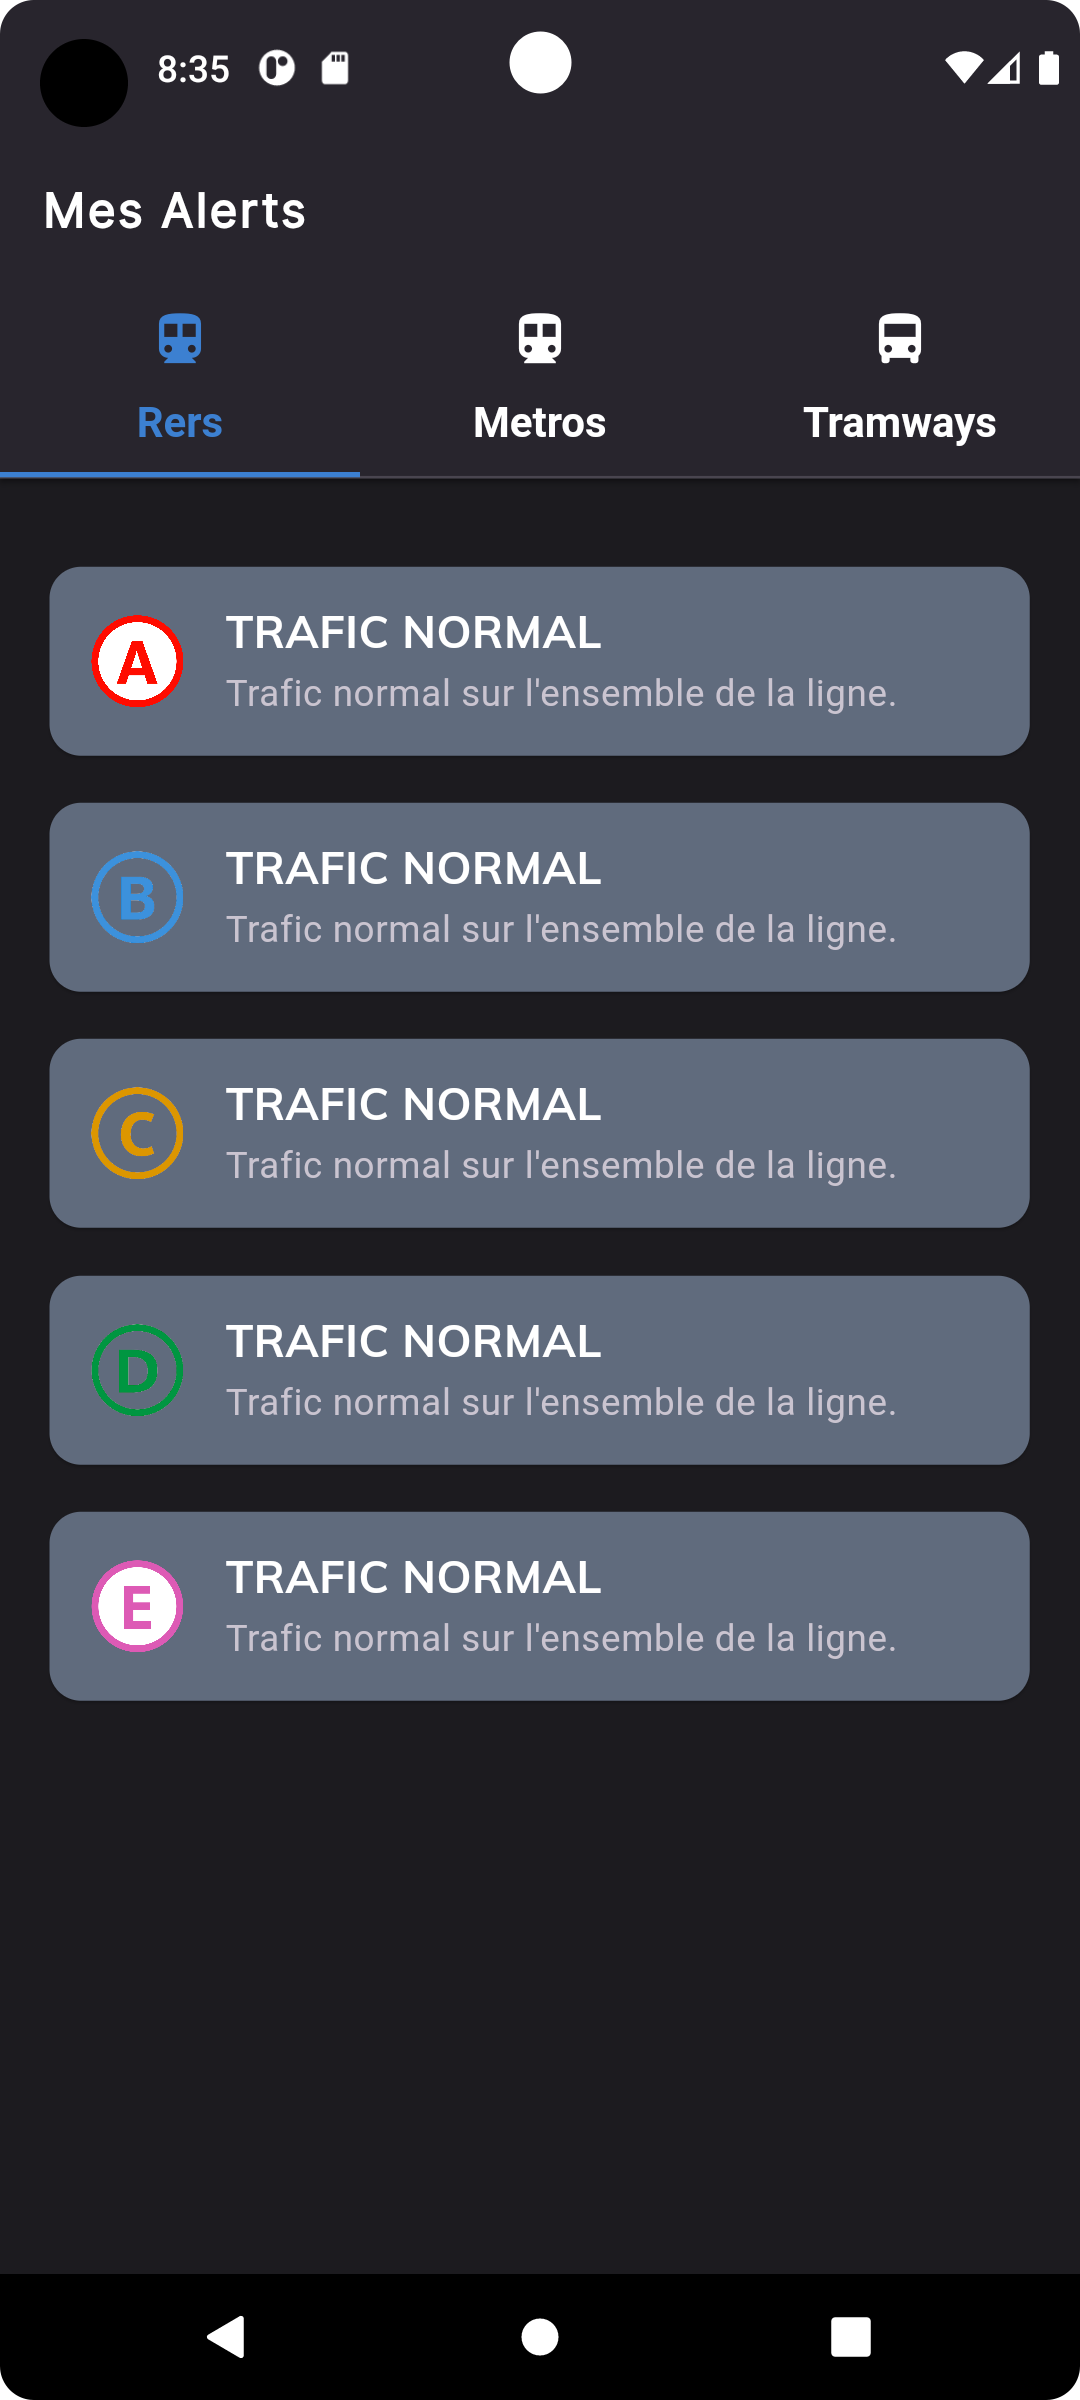 8:35
Mes Alerts
Rers
Metros
Tramways
A
TRAFIC NORMAL
Trafic normal sur l'ensemble de la ligne.
B
TRAFIC NORMAL
Trafic normal sur l'ensemble de la ligne.
C
TRAFIC NORMAL
Trafic normal sur l'ensemble de la ligne.
D
TRAFIC NORMAL
Trafic normal sur l'ensemble de la ligne.
E
TRAFIC NORMAL
Trafic normal sur l'ensemble de la ligne.